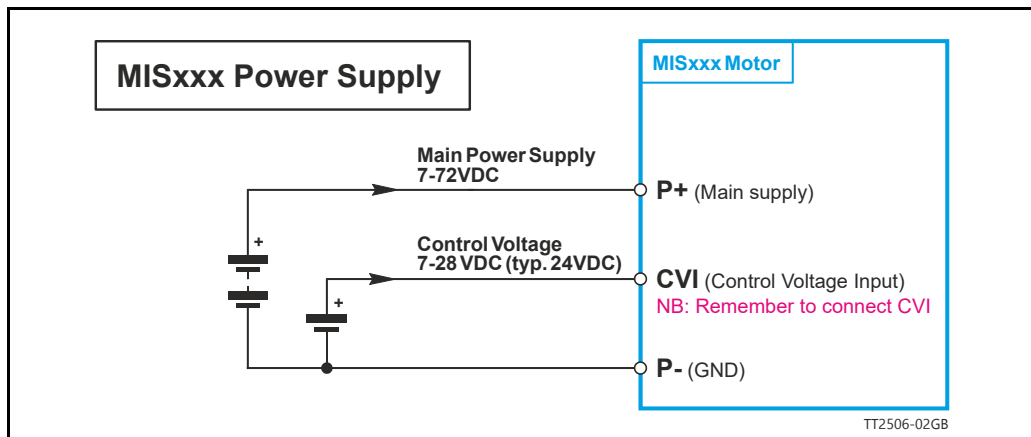 MISxxx Power Supply
MISxxx Motor
Main Power Supply
7-72VDC
P+ (Main supply)
+
Control Voltage
7-28 VDC (typ. 24VDC)
CVI (Control Voltage Input)
NB: Remember to connect CVI
+
P- (GND)
TT2506-02GB